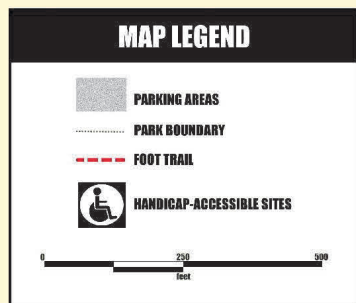 MAP LEGEND
PARKING AREAS
PARK BOUNDARY
FOOT TRAIL
HANDICAP-ACCESSIBLE SITES
0 250 500
feet